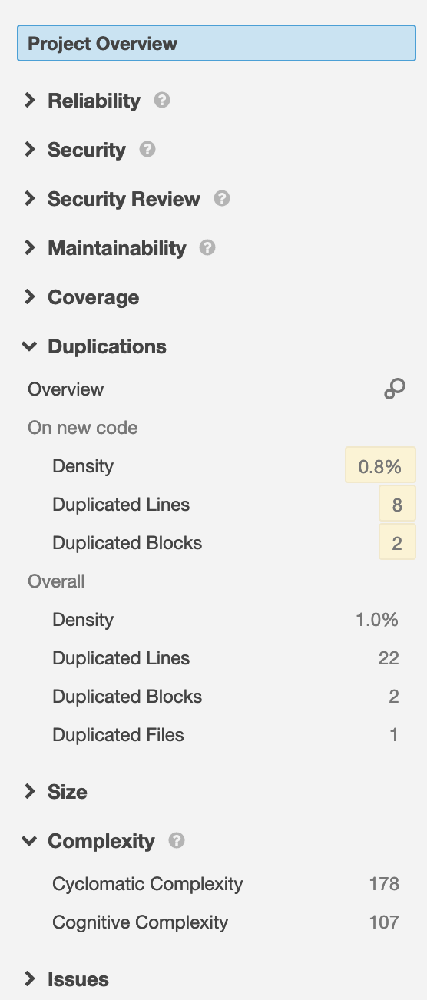 Project Overview
Reliability ?
Security ?
Security Review ?
Maintainability ?
Coverage
Duplications
Overview
On new code
Density 0.8%
Duplicated Lines 8
Duplicated Blocks 2
Overall
Density 1.0%
Duplicated Lines 22
Duplicated Blocks 2
Duplicated Files 1
Size
Complexity ?
Cyclomatic Complexity 178
Cognitive Complexity 107
Issues